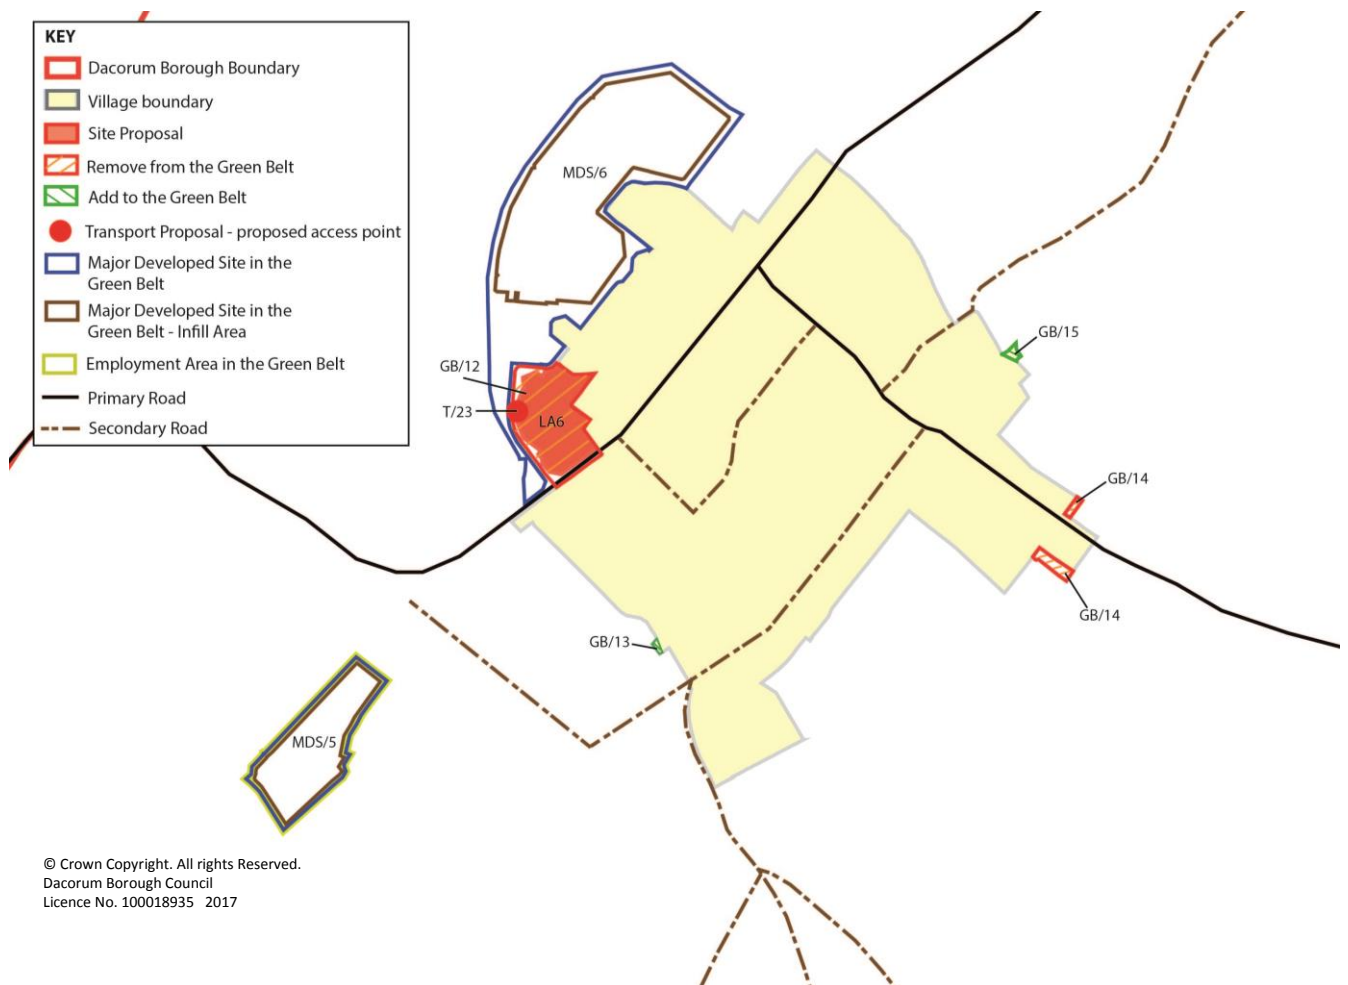 KEY
Dacorum Borough Boundary
Village boundary
Site Proposal
Remove from the Green Belt
Add to the Green Belt
Transport Proposal - proposed access point
Major Developed Site in the
Green Belt
Major Developed Site in the
Green Belt - Infill Area
Employment Area in the Green Belt
Primary Road
Secondary Road
MDS/6
GB/15
GB/12
T/23
LA6
GB/14
GB/14
GB/13
MDS/5
© Crown Copyright. All rights Reserved.
Dacorum Borough Council
Licence No. 100018935 2017